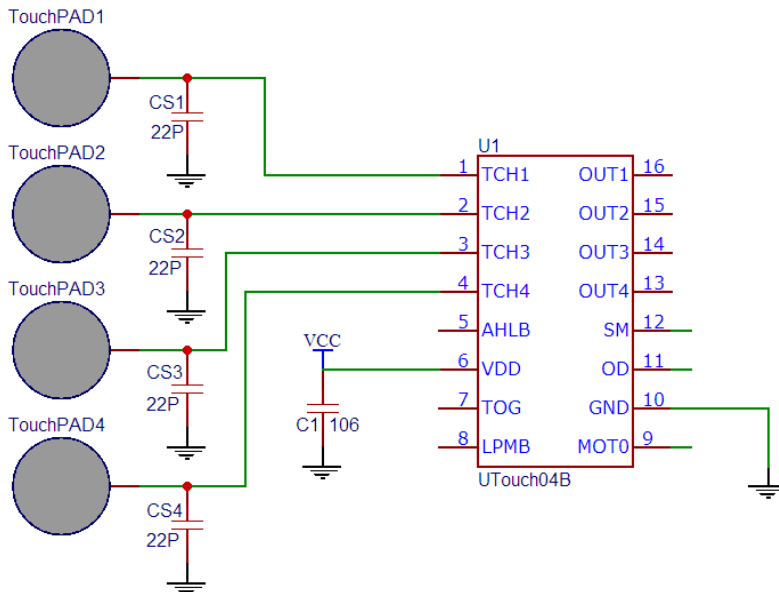 TouchPAD1
CS1
22P
TouchPAD2
CS2
22P
TouchPAD3
CS3
22P
TouchPAD4
CS4
22P
VCC
C1 106
U1
1 TCH1 OUT1 16
2 TCH2 OUT2 15
3 TCH3 OUT3 14
4 TCH4 OUT4 13
5 AHLB SM 12
6 VDD OD 11
7 TOG GND 10
8 LPMB MOT0 9
UTouch04B